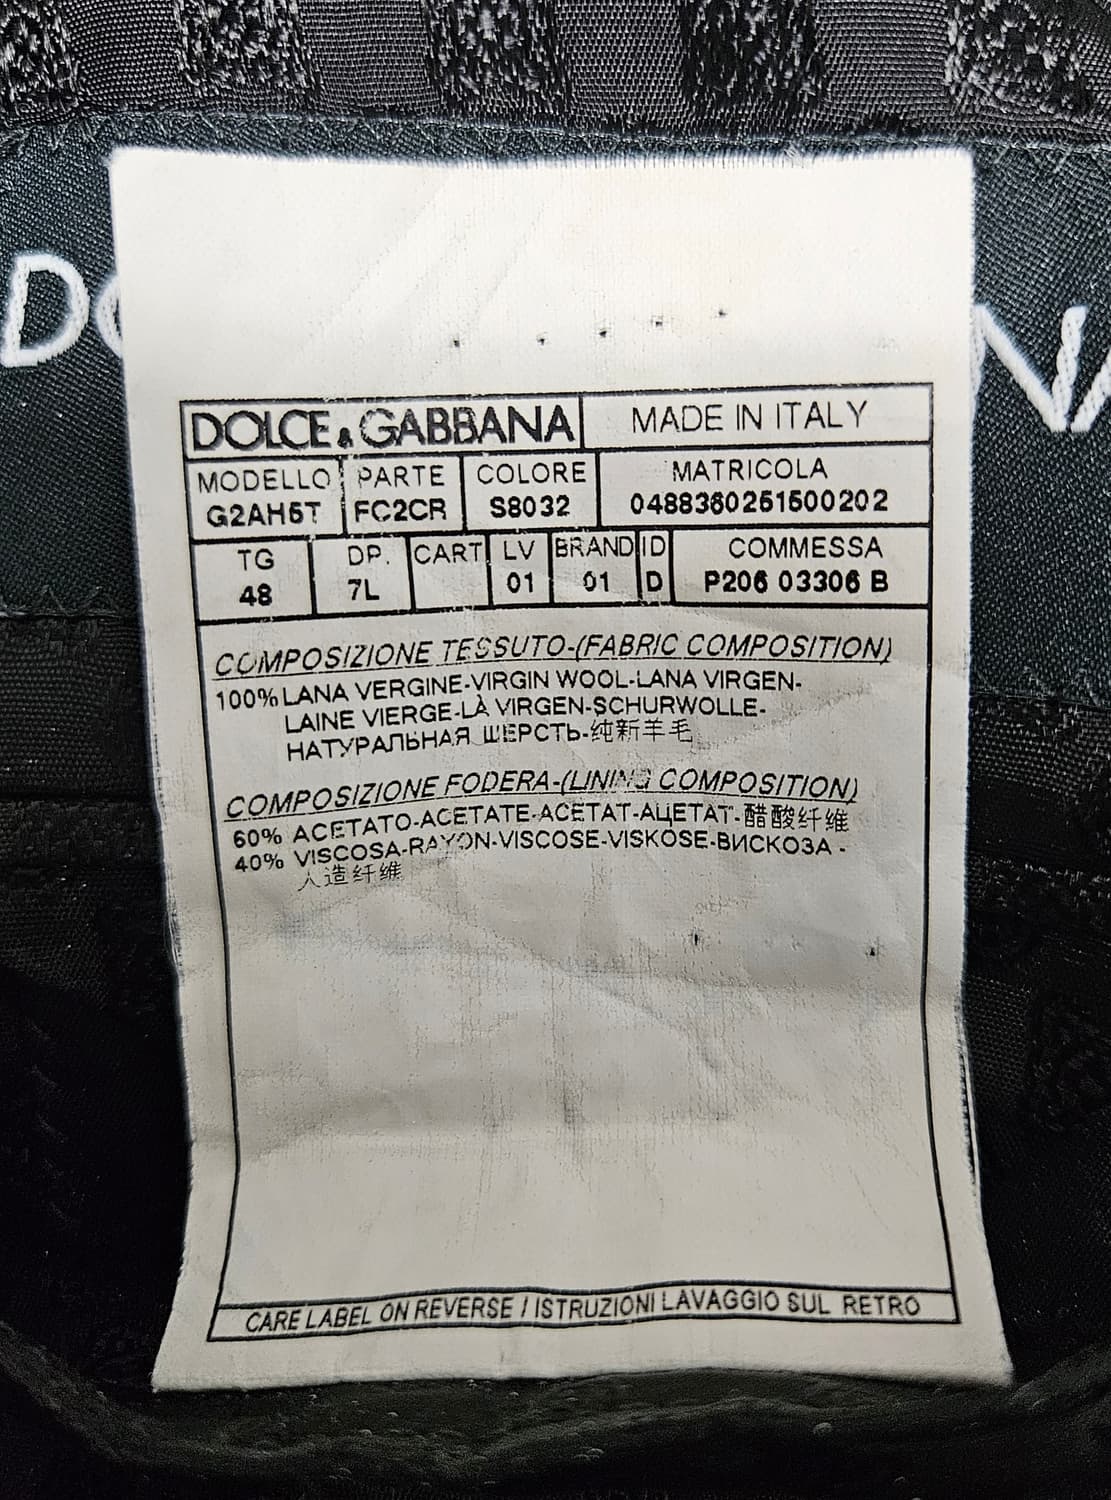 DOLCE & GABBANA MADE IN ITALY
MODELLO PARTE COLORE MATRICOLA
G2AH5T FC2CR S8032 0488360251500202
TG DP. CART LV BRAND ID COMMESSA
48 7L 01 01 D P206 03306 B
COMPOSIZIONE TESSUTO-(FABRIC COMPOSITION)
100% LANA VERGINE-VIRGIN WOOL-LANA VIRGEN-
LAINE VIERGE-LÀ VIRGEN-SCHURWOLLE-
НАТУРАЛЬНАЯ ШЕРСТЬ-纯新羊毛
COMPOSIZIONE FODERA-(LINING COMPOSITION)
60% ACETATO-ACETATE-ACETAT-АЦЕТАТ-醋酸纤维
40% VISCOSA-RAYON-VISCOSE-VISKOSE-ВИСКОЗА -
人造纤维
CARE LABEL ON REVERSE / ISTRUZIONI LAVAGGIO SUL RETRO